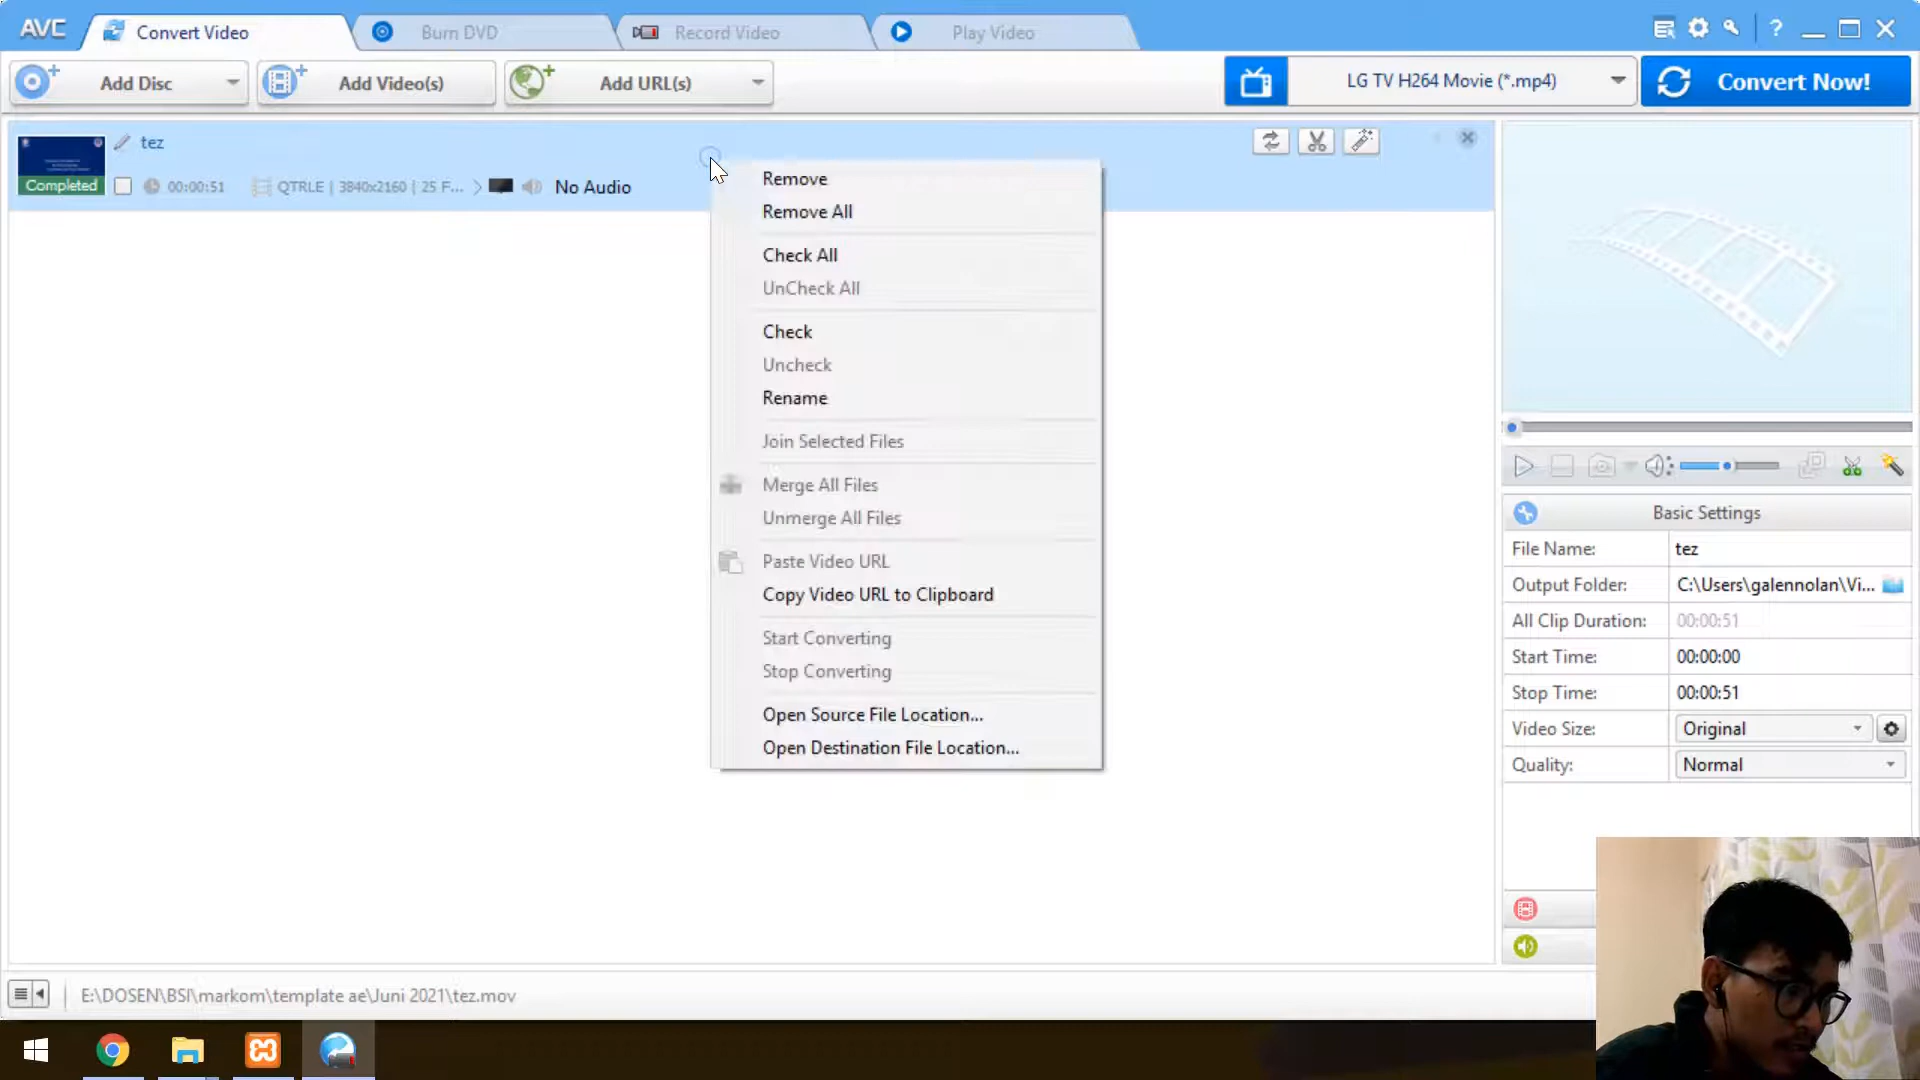 AVC Convert Video Burn DVD Record Video Play Video ?
Add Disc Add Video(s) Add URL(s) LG TV H264 Movie (*.mp4) Convert Now!
tez
Completed 00:00:51 QTRLE | 3840x2160 | 25 F... No Audio
Remove
Remove All
Check All
UnCheck All
Check
Uncheck
Rename
Join Selected Files
Merge All Files
Unmerge All Files
Paste Video URL
Copy Video URL to Clipboard
Start Converting
Stop Converting
Open Source File Location...
Open Destination File Location...
Basic Settings
File Name: tez
Output Folder: C:\Users\galennolan\Vi...
All Clip Duration: 00:00:51
Start Time: 00:00:00
Stop Time: 00:00:51
Video Size: Original
Quality: Normal
E:\DOSEN\BSI\markom\template ae\Juni 2021\tez.mov